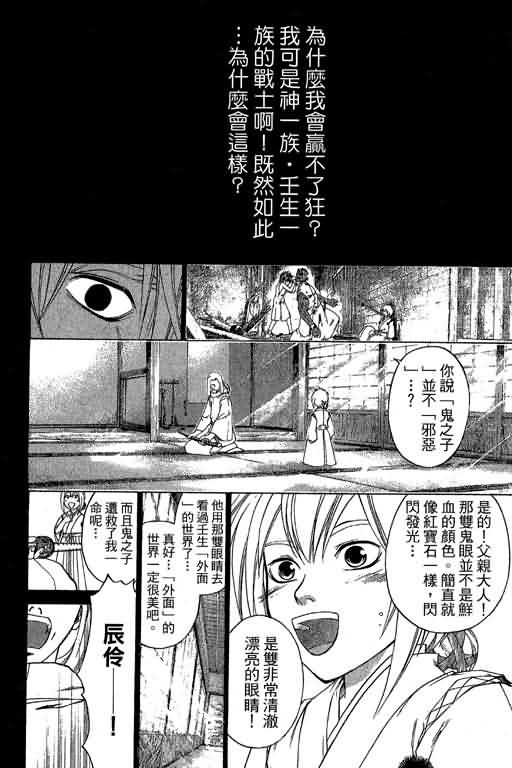 為什麼我會贏不了狂?
我可是神一族・壬生一
族的戰士啊!既然如此
…為什麼會這樣?
你說「鬼之子
」並不「邪惡
」…?
是的!父親大人!
那雙鬼眼並不是鮮
血的顏色。簡直就
像紅寶石一樣,閃
閃發光…
是雙非常清澈
漂亮的眼睛!
他用那雙眼睛去
看過壬生「外面
」的世界了…
真好…「外面」的
世界一定很美吧。
而且鬼之子
還救了我一
命呢…
辰伶
——!